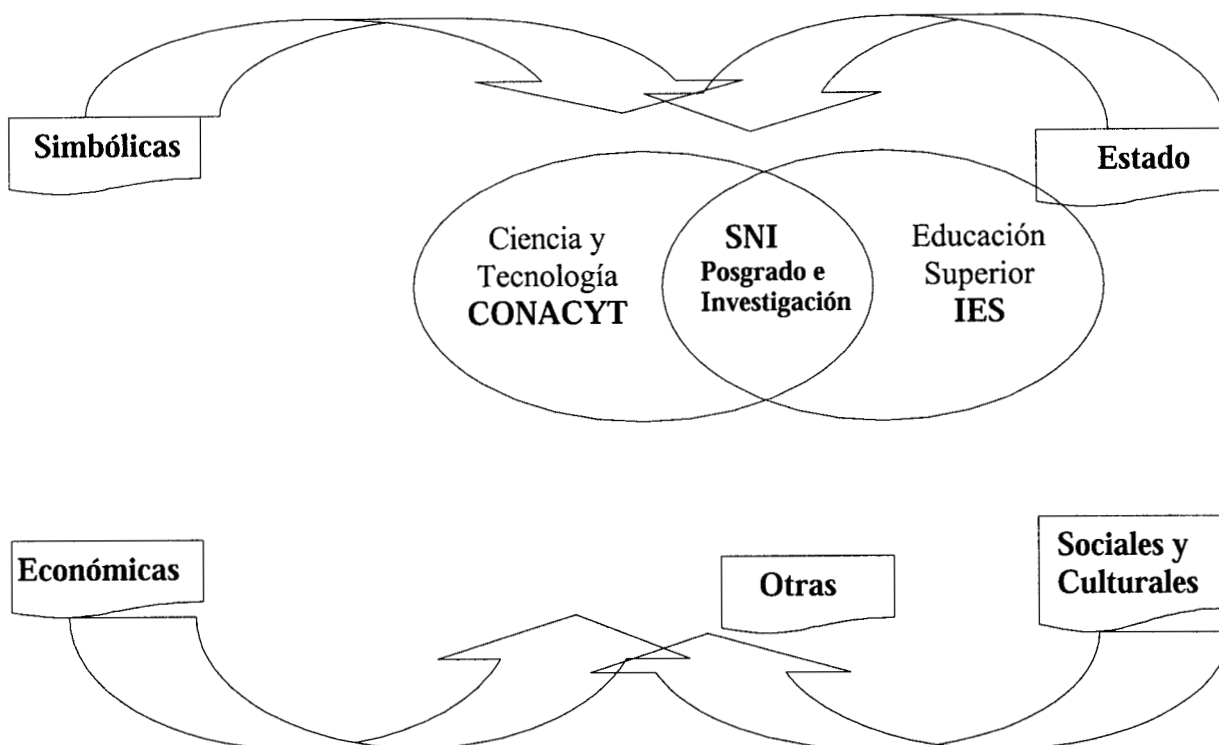 Simbólicas
Estado
Ciencia y
Tecnología
CONACYT
SNI
Posgrado e
Investigación
Educación
Superior
IES
Económicas
Otras
Sociales y
Culturales